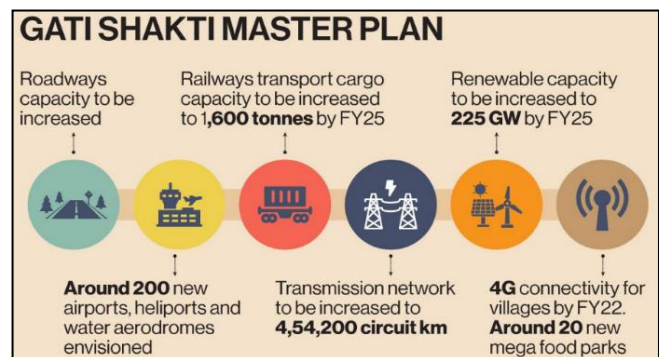 GATI SHAKTI MASTER PLAN
Roadways
capacity to be
increased
Railways transport cargo
capacity to be increased
to 1,600 tonnes by FY25
Renewable capacity
to be increased to
225 GW by FY25
Around 200 new
airports, heliports and
water aerodromes
envisioned
Transmission network
to be increased to
4,54,200 circuit km
4G connectivity for
villages by FY22.
Around 20 new
mega food parks